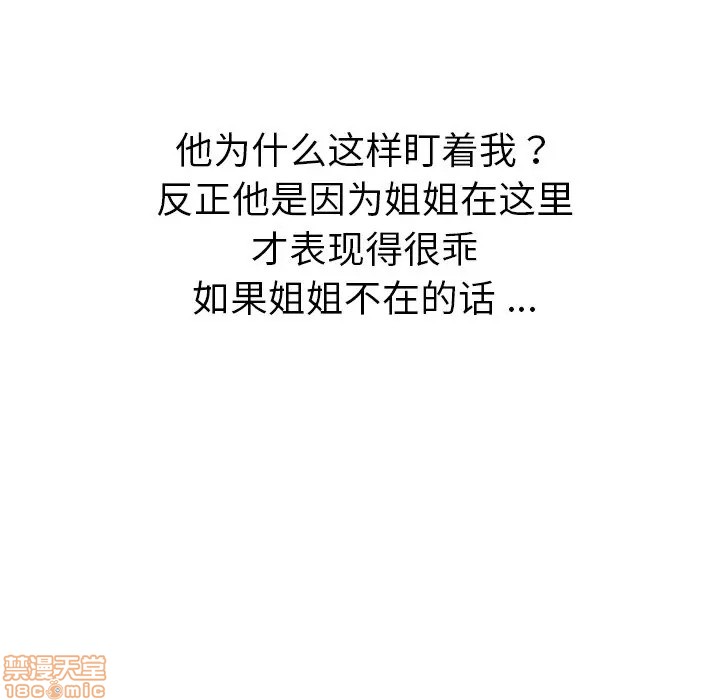 他为什么这样盯着我？
反正他是因为姐姐在这里
才表现得很乖
如果姐姐不在的话...
禁漫天堂
18comic